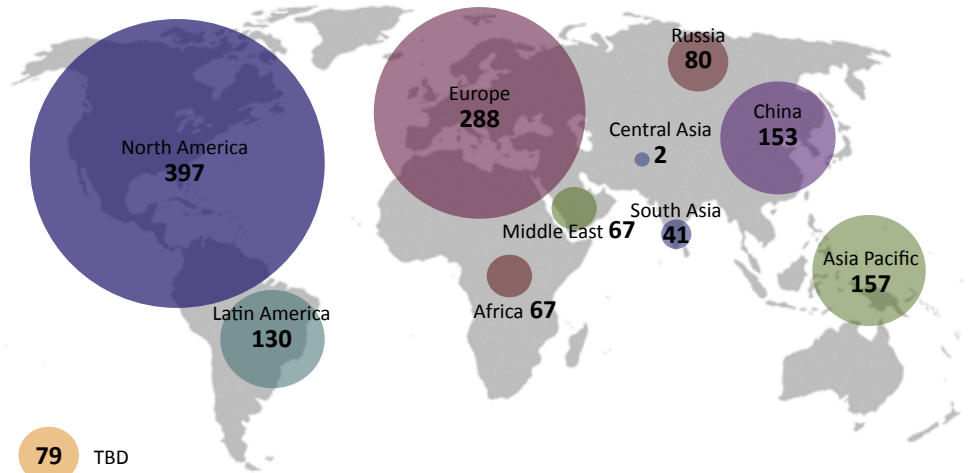 Russia
80
Europe
288
China
153
Central Asia
2
North America
397
South Asia
41
Middle East 67
Asia Pacific
157
Africa 67
Latin America
130
79 TBD